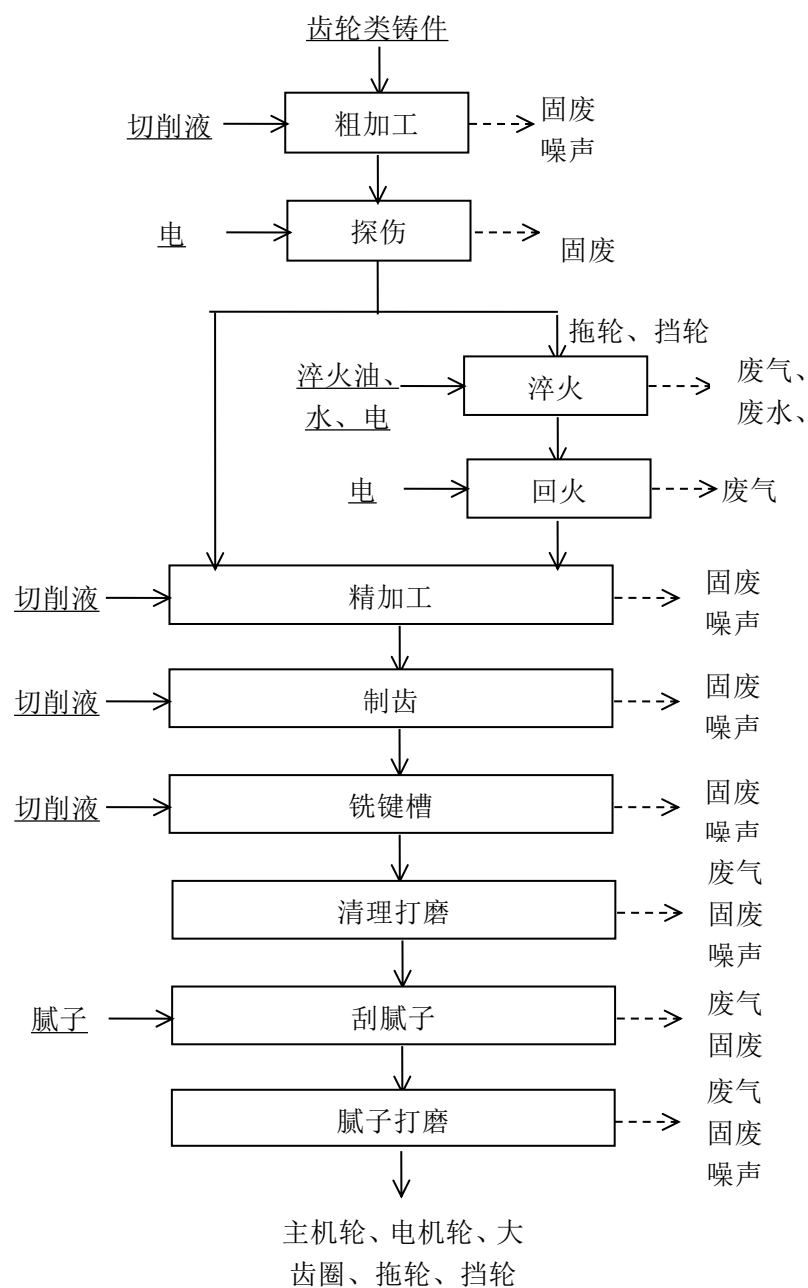 齿轮类铸件
切削液
粗加工
固废
噪声
电
探伤
固废
拖轮、挡轮
淬火油、
水、电
淬火
废气、
废水、
电
回火
废气
切削液
精加工
固废
噪声
切削液
制齿
固废
噪声
切削液
铣键槽
固废
噪声
清理打磨
废气
固废
噪声
腻子
刮腻子
废气
固废
腻子打磨
废气
固废
噪声
主机轮、电机轮、大
齿圈、拖轮、挡轮